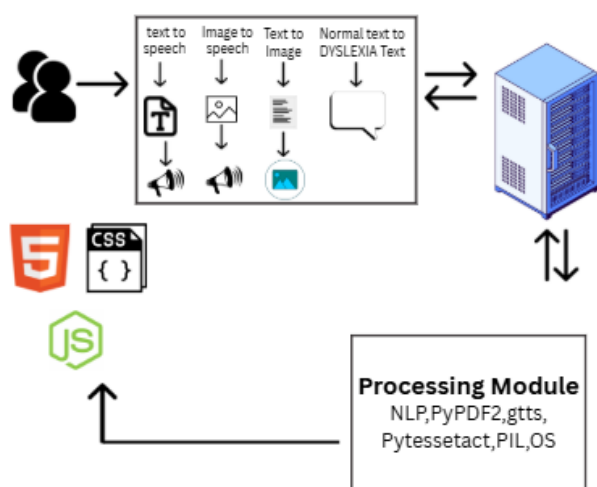 text to speech
Image to speech
Text to Image
Normal text to DYSLEXIA Text
T
CSS
{ }
5
JS
Processing Module
NLP,PyPDF2,gtts,
Pytessetact,PIL,OS